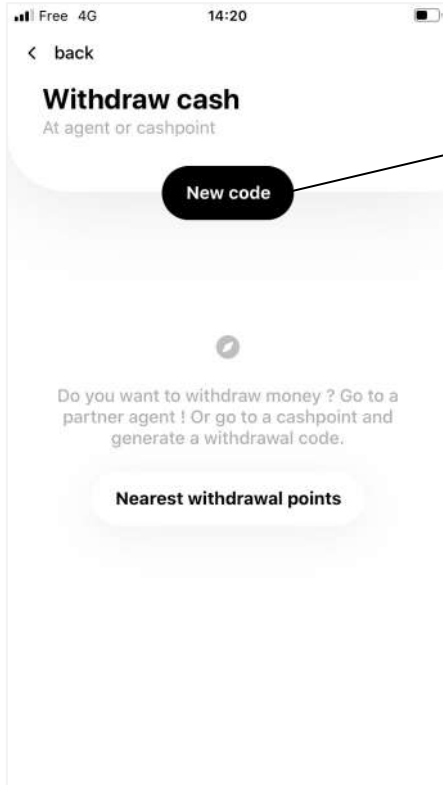 Free 4G 14:20
back
Withdraw cash
At agent or cashpoint
New code
Do you want to withdraw money ? Go to a
partner agent ! Or go to a cashpoint and
generate a withdrawal code.
Nearest withdrawal points